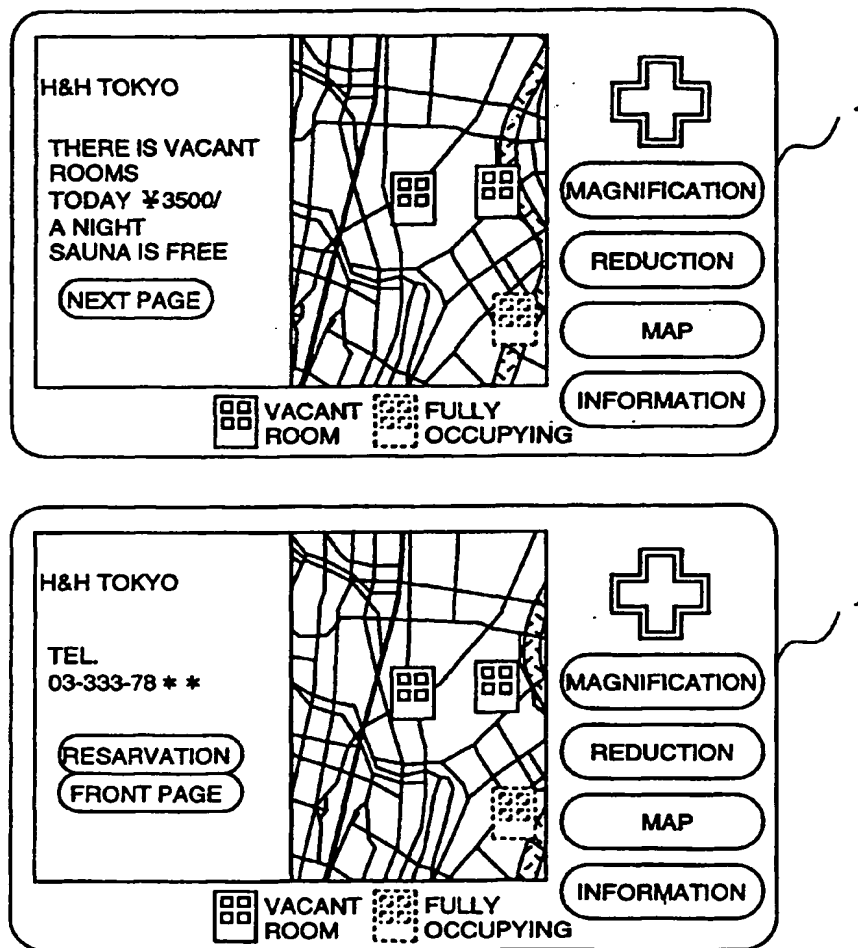 H&H TOKYO
THERE IS VACANT
ROOMS
TODAY ¥3500/
A NIGHT
SAUNA IS FREE
NEXT PAGE
MAGNIFICATION
REDUCTION
MAP
INFORMATION
VACANT
ROOM
FULLY
OCCUPYING
H&H TOKYO
TEL.
03-333-78＊＊
RESARVATION
FRONT PAGE
MAGNIFICATION
REDUCTION
MAP
INFORMATION
VACANT
ROOM
FULLY
OCCUPYING